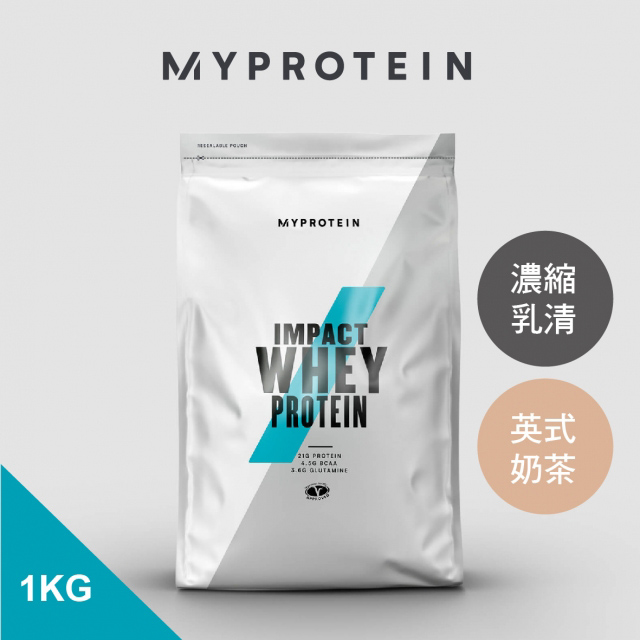 MYPROTEIN
RESEALABLE POUCH
MYPROTEIN
IMPACT
WHEY
PROTEIN
21G PROTEIN
4.5G BCAA
3.6G GLUTAMINE
V
APPROVED
濃縮
乳清
英式
奶茶
1KG